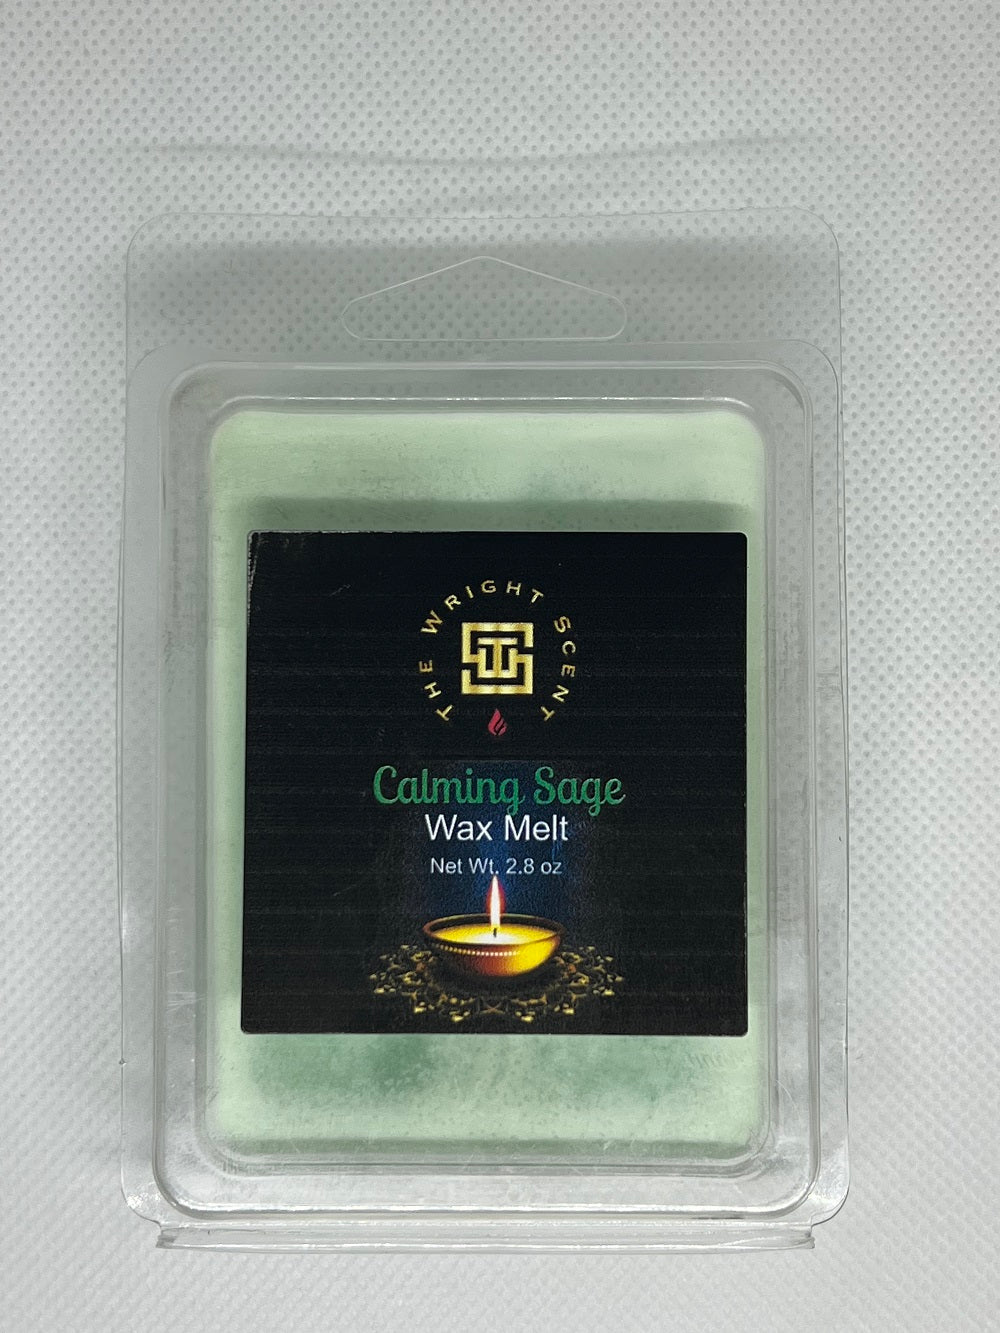 THE WRIGHT SCENT
Calming Sage
Wax Melt
Net Wt. 2.8 oz